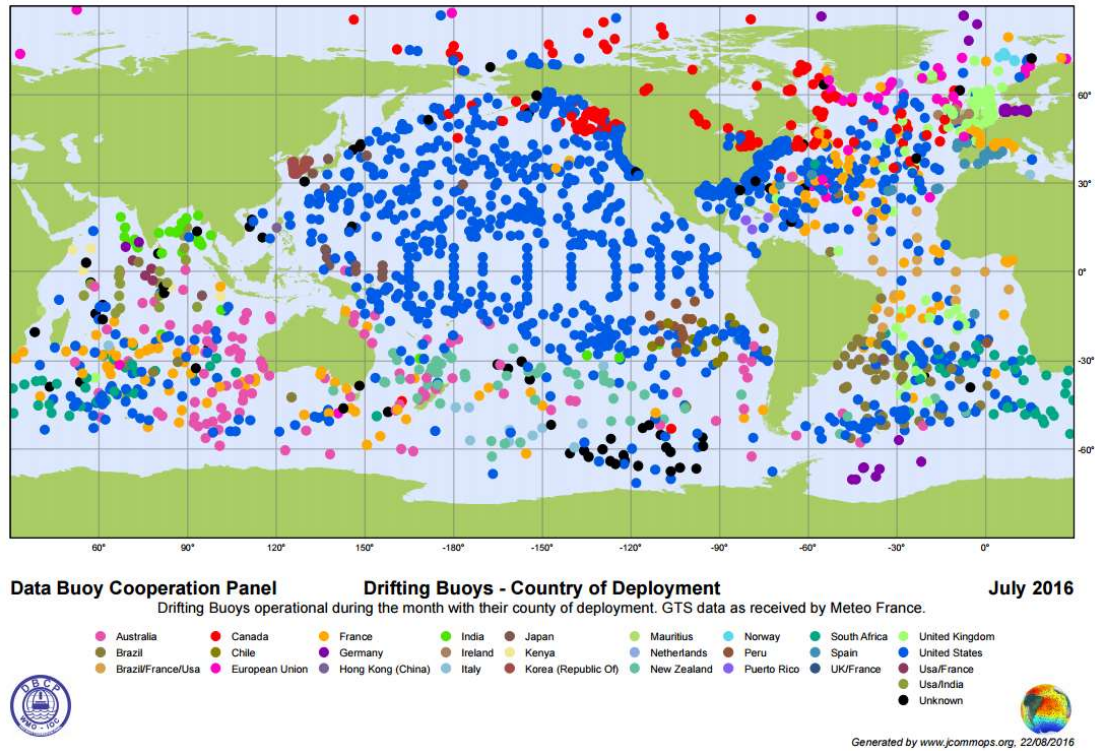 60°
30°
0°
-30°
-60°
60° 90° 120° 150° -180° -150° -120° -90° -60° -30° 0°
Data Buoy Cooperation Panel Drifting Buoys - Country of Deployment July 2016
Drifting Buoys operational during the month with their county of deployment. GTS data as received by Meteo France.
Australia Canada France India Japan Mauritius Norway South Africa United Kingdom
Brazil Chile Germany Ireland Kenya Netherlands Peru Spain United States
Brazil/France/Usa European Union Hong Kong (China) Italy Korea (Republic Of) New Zealand Puerto Rico UK/France Usa/France
Usa/India
Unknown
DBCP
WMO - IOC
Generated by www.jcommops.org, 22/08/2016